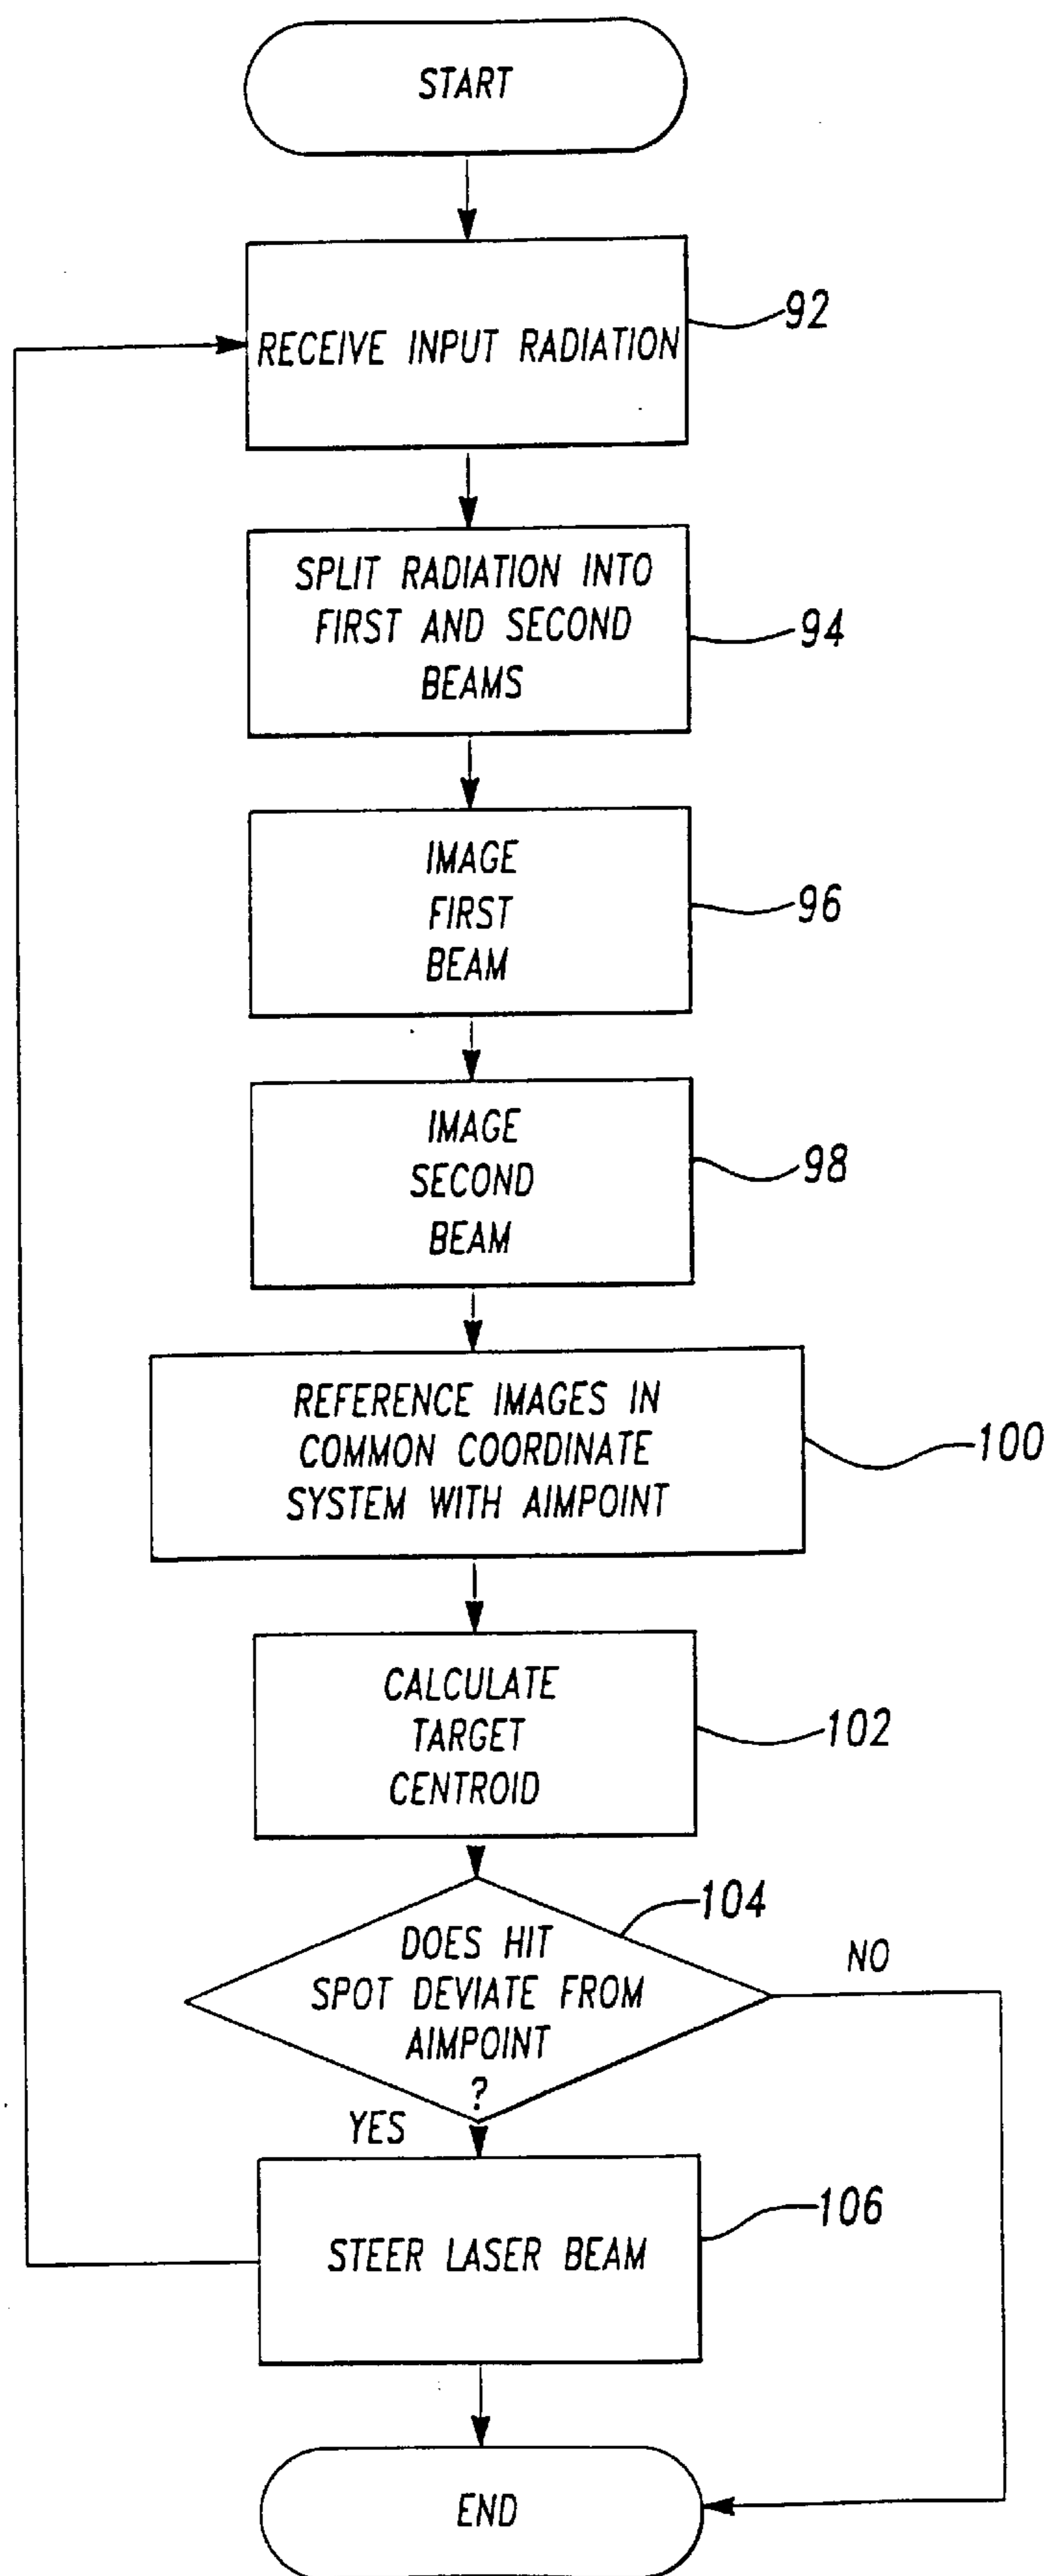 START
RECEIVE INPUT RADIATION
92
SPLIT RADIATION INTO
FIRST AND SECOND
BEAMS
94
IMAGE
FIRST
BEAM
96
IMAGE
SECOND
BEAM
98
REFERENCE IMAGES IN
COMMON COORDINATE
SYSTEM WITH AIMPOINT
100
CALCULATE
TARGET
CENTROID
102
104
DOES HIT
SPOT DEVIATE FROM
AIMPOINT
?
NO
YES
STEER LASER BEAM
106
END